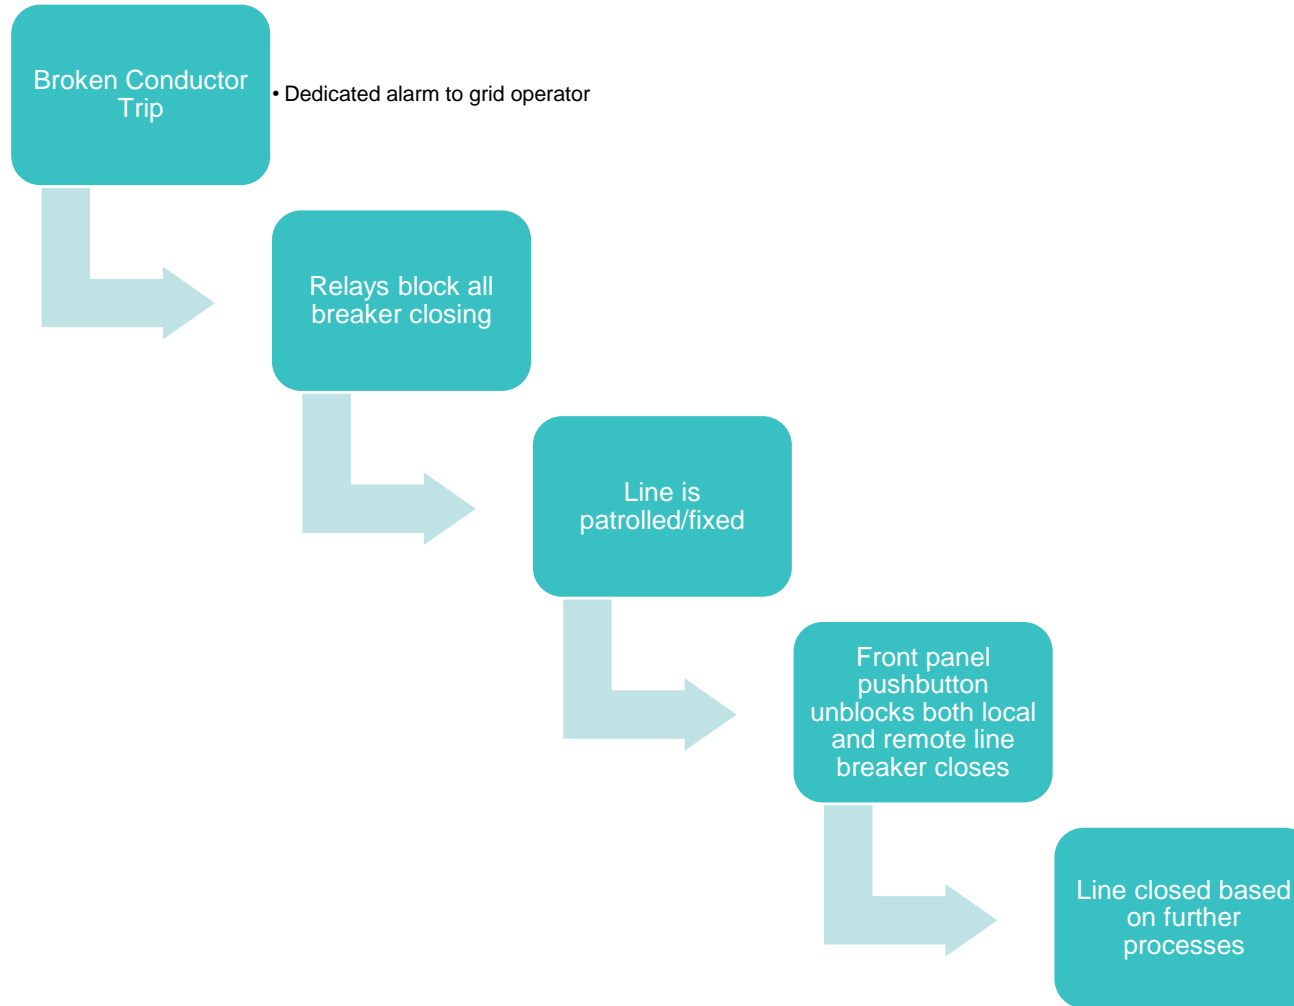 Broken Conductor
Trip
• Dedicated alarm to grid operator
Relays block all
breaker closing
Line is
patrolled/fixed
Front panel
pushbutton
unblocks both local
and remote line
breaker closes
Line closed based
on further
processes